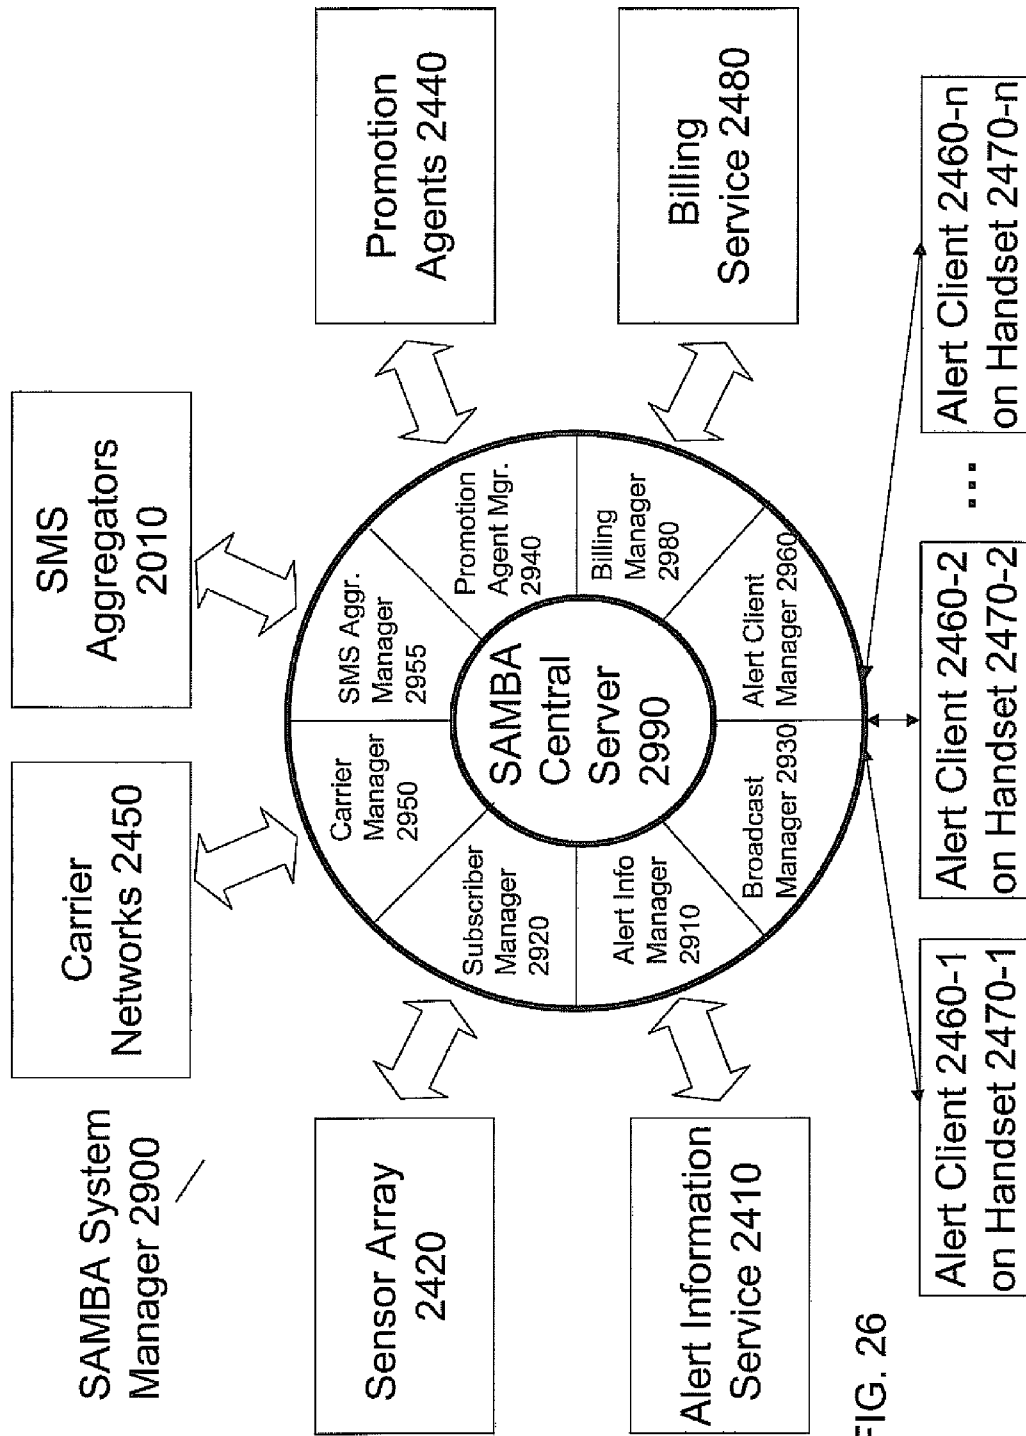 SAMBA System
Manager 2900
Carrier
Networks 2450
SMS
Aggregators
2010
Sensor Array
2420
Promotion
Agents 2440
Alert Information
Service 2410
Billing
Service 2480
Carrier
Manager
2950
SMS Aggr.
Manager
2955
Subscriber
Manager
2920
Promotion
Agent Mgr.
2940
SAMBA
Central
Server
2990
Alert Info
Manager
2910
Billing
Manager
2980
Broadcast
Manager 2930
Alert Client
Manager 2960
Alert Client 2460-1
on Handset 2470-1
Alert Client 2460-2
on Handset 2470-2
...
Alert Client 2460-n
on Handset 2470-n
FIG. 26